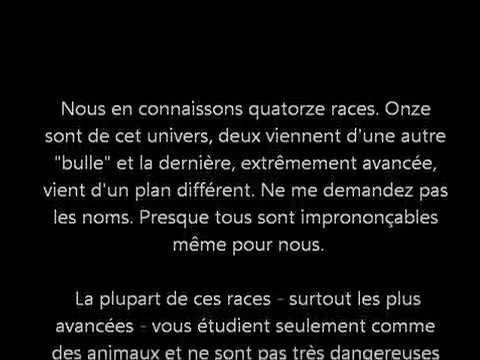 Nous en connaissons quatorze races. Onze
sont de cet univers, deux viennent d'une autre
"bulle" et la dernière, extrêmement avancée,
vient d'un plan différent. Ne me demandez pas
les noms. Presque tous sont imprononçables
même pour nous.
La plupart de ces races - surtout les plus
avancées - vous étudient seulement comme
des animaux et ne sont pas très dangereuses